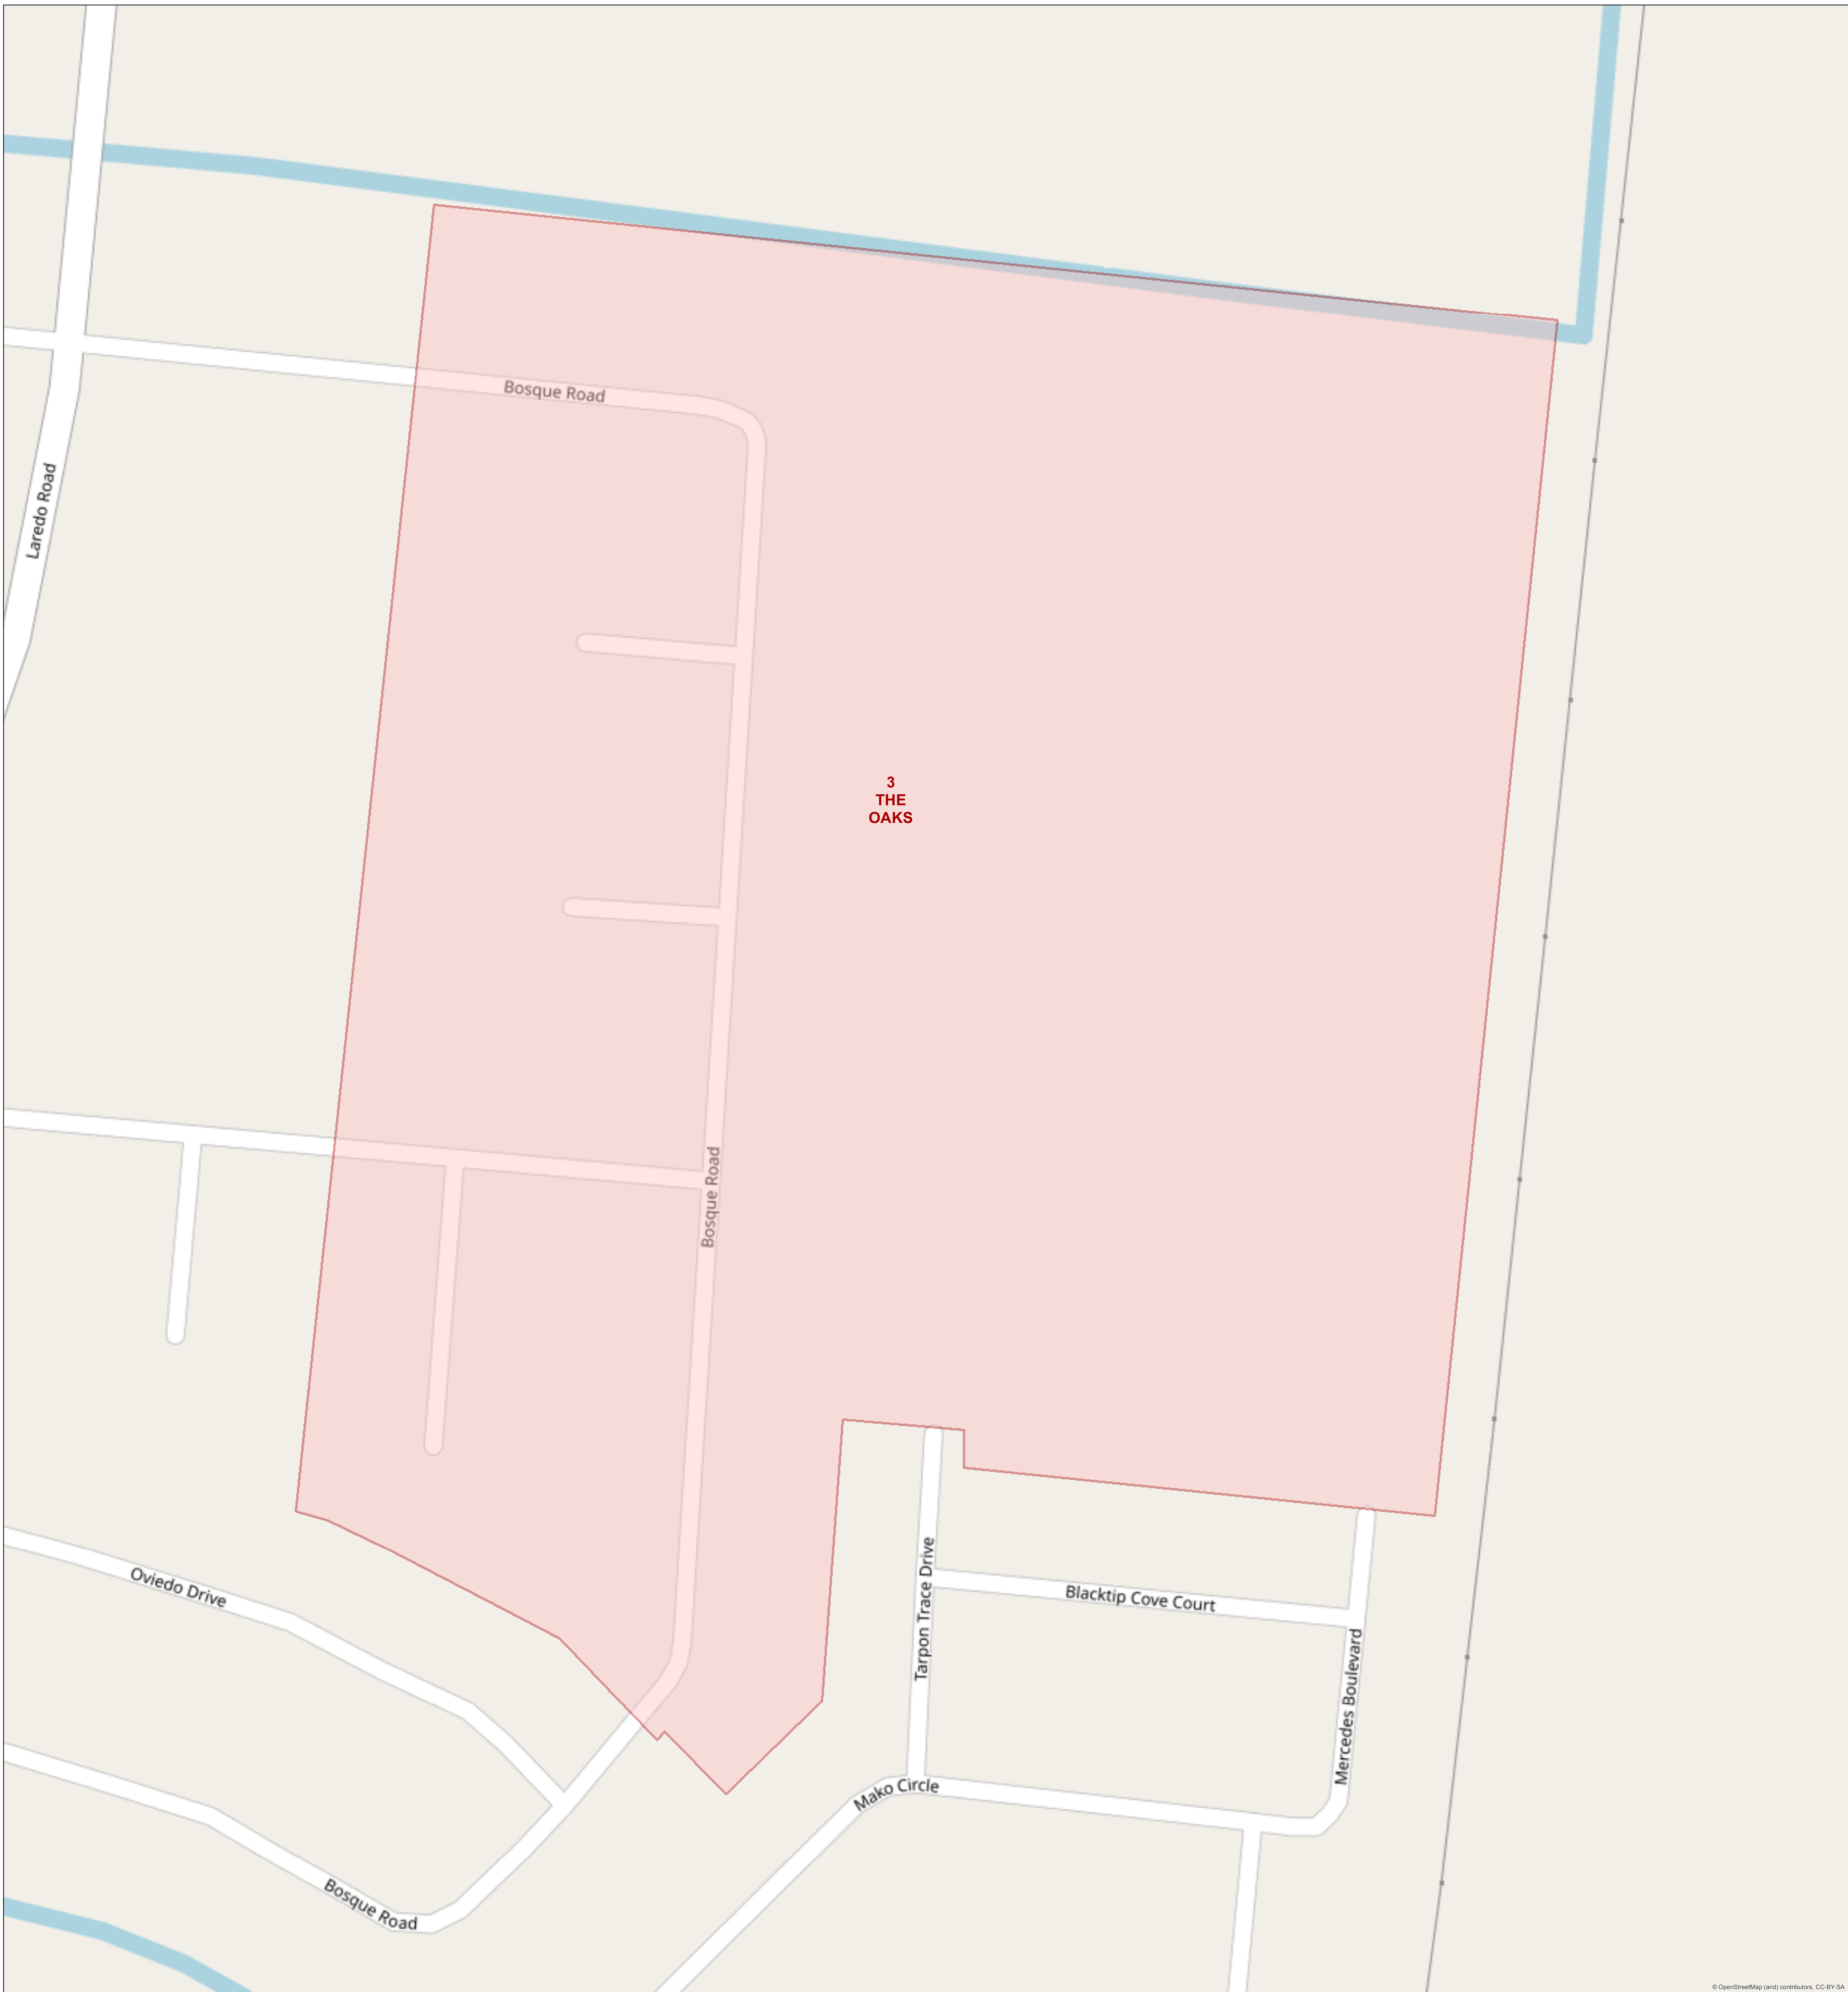 Bosque Road
Laredo Road
3
THE
OAKS
Bosque Road
Oviedo Drive
Tarpon Trace Drive
Blacktip Cove Court
Mercedes Boulevard
Mako Circle
Bosque Road
© OpenStreetMap (and) contributors, CC-BY-SA